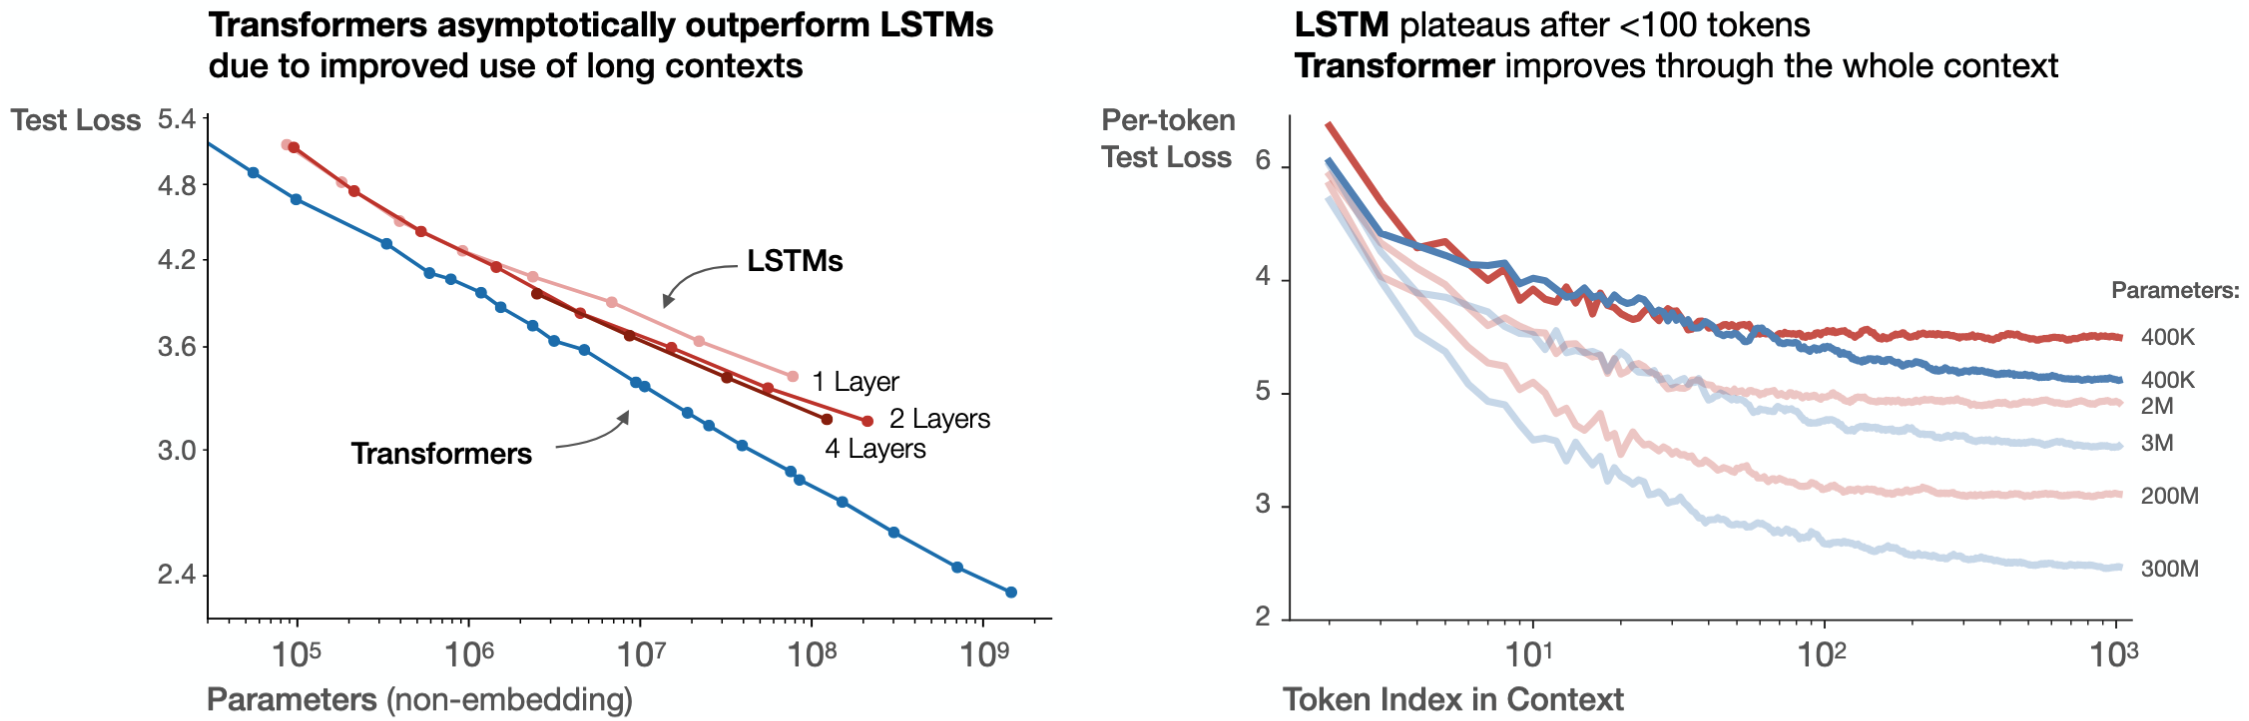 Transformers asymptotically outperform LSTMs
due to improved use of long contexts
Test Loss
5.4
4.8
4.2
3.6
3.0
2.4
LSTMs
1 Layer
2 Layers
4 Layers
Transformers
10⁵ 10⁶ 10⁷ 10⁸ 10⁹
Parameters (non-embedding)
LSTM plateaus after <100 tokens
Transformer improves through the whole context
Per-token
Test Loss
6
4
5
3
2
Parameters:
400K
400K
2M
3M
200M
300M
10¹ 10² 10³
Token Index in Context